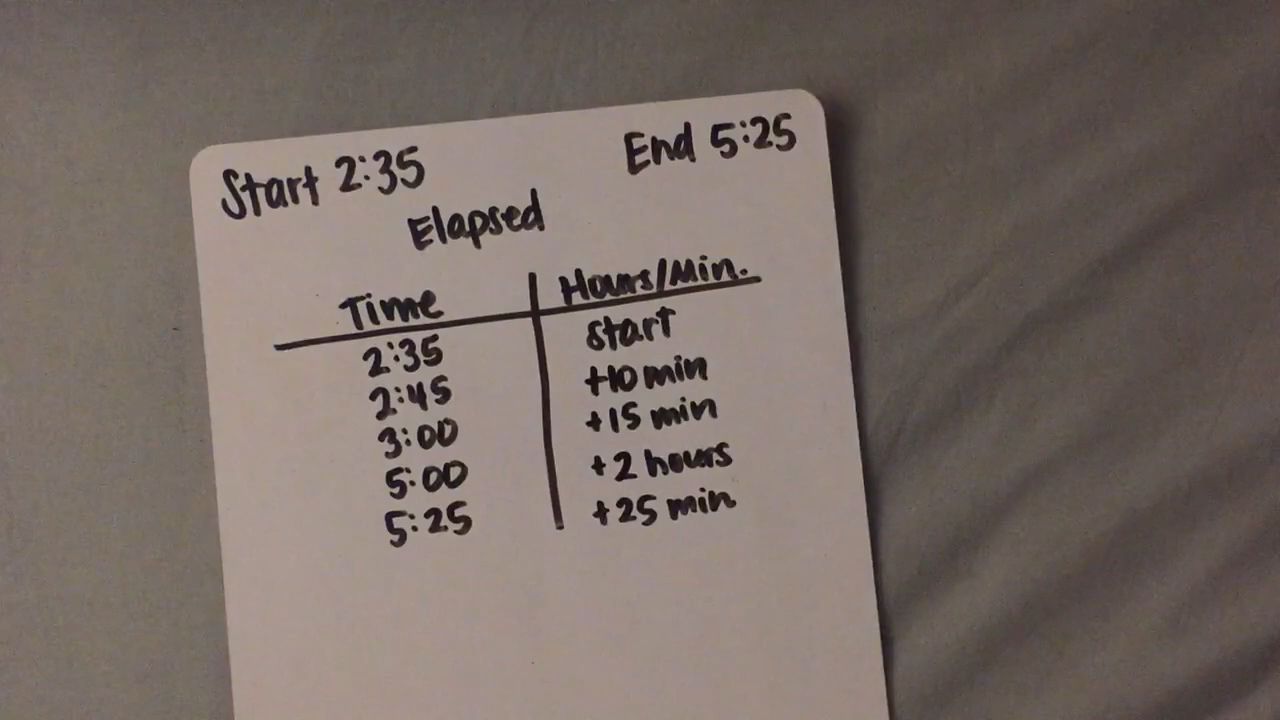 Start 2:35 End 5:25
Elapsed
Time Hours/Min.
2:35 start
2:45 +10 min
3:00 +15 min
5:00 +2 hours
5:25 +25 min